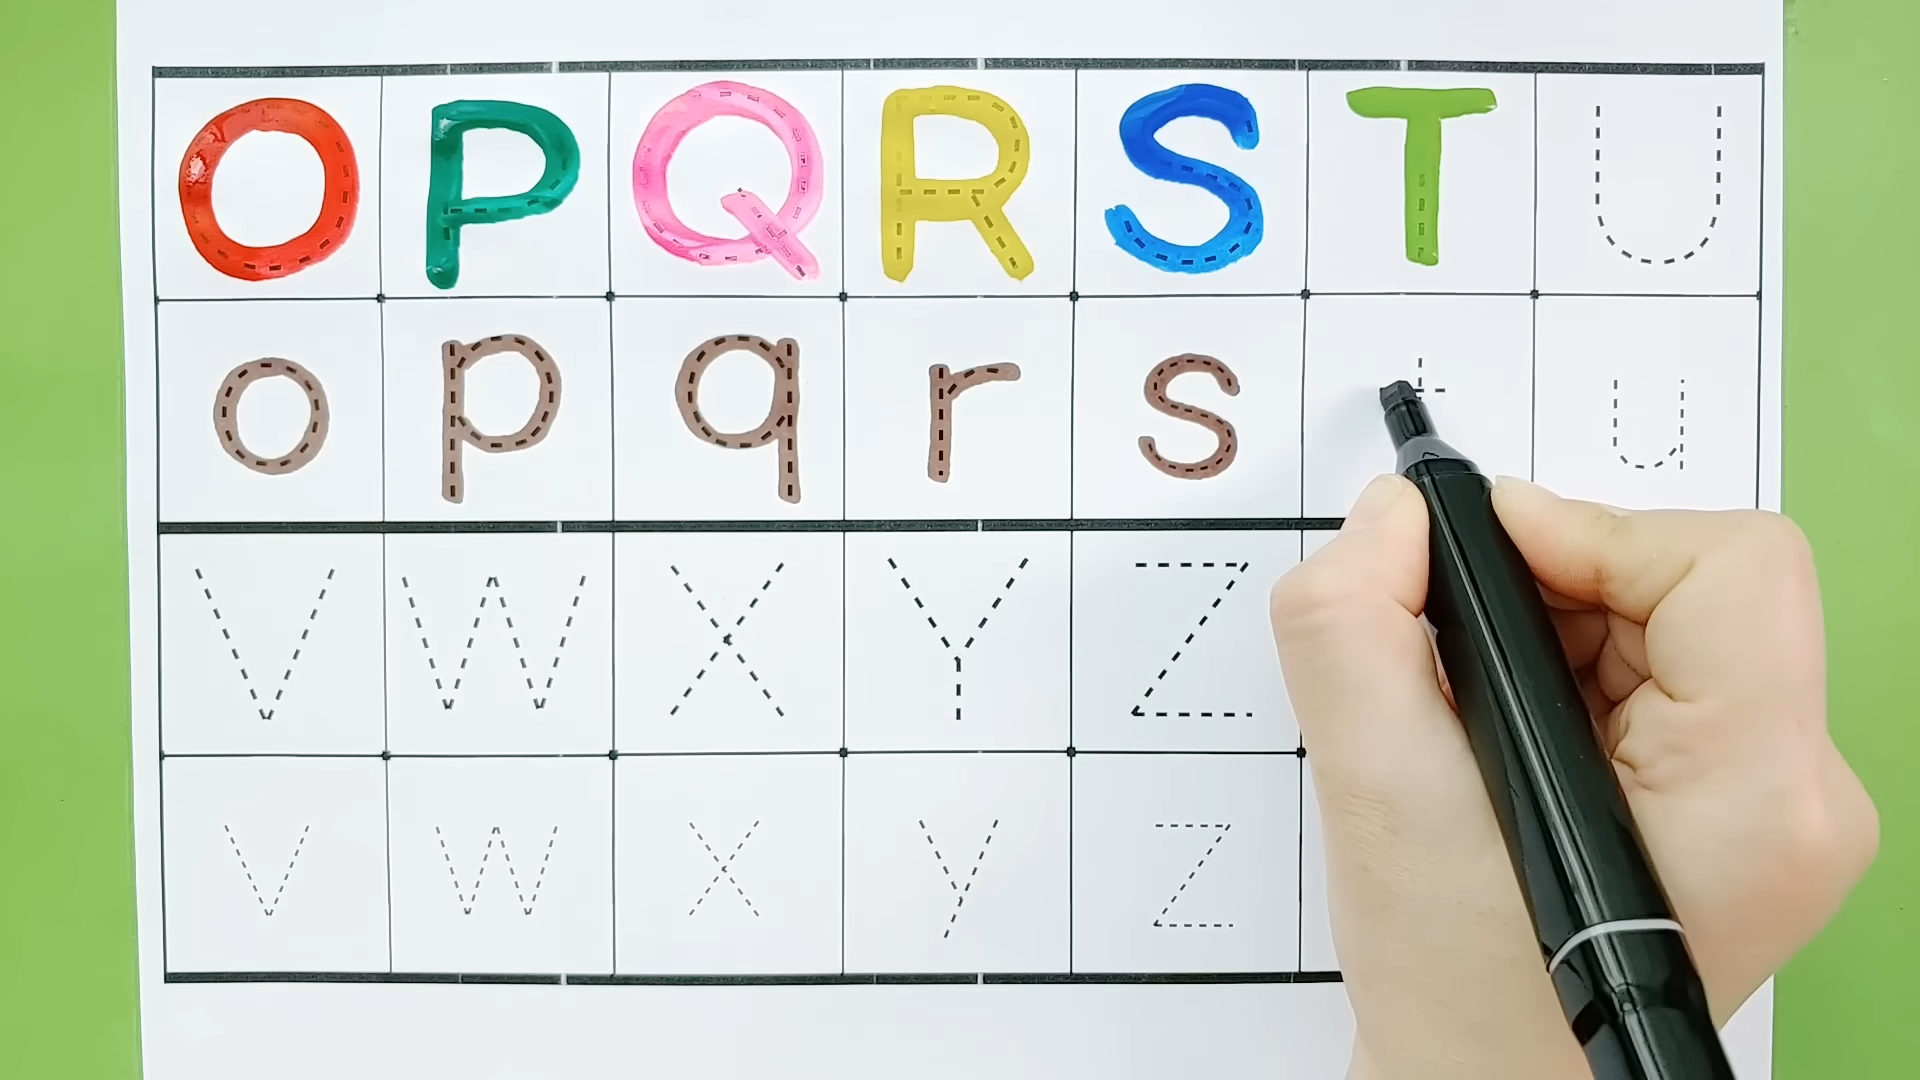 O P Q R S T U
o p q r s t u
V W X Y Z
v w x y z